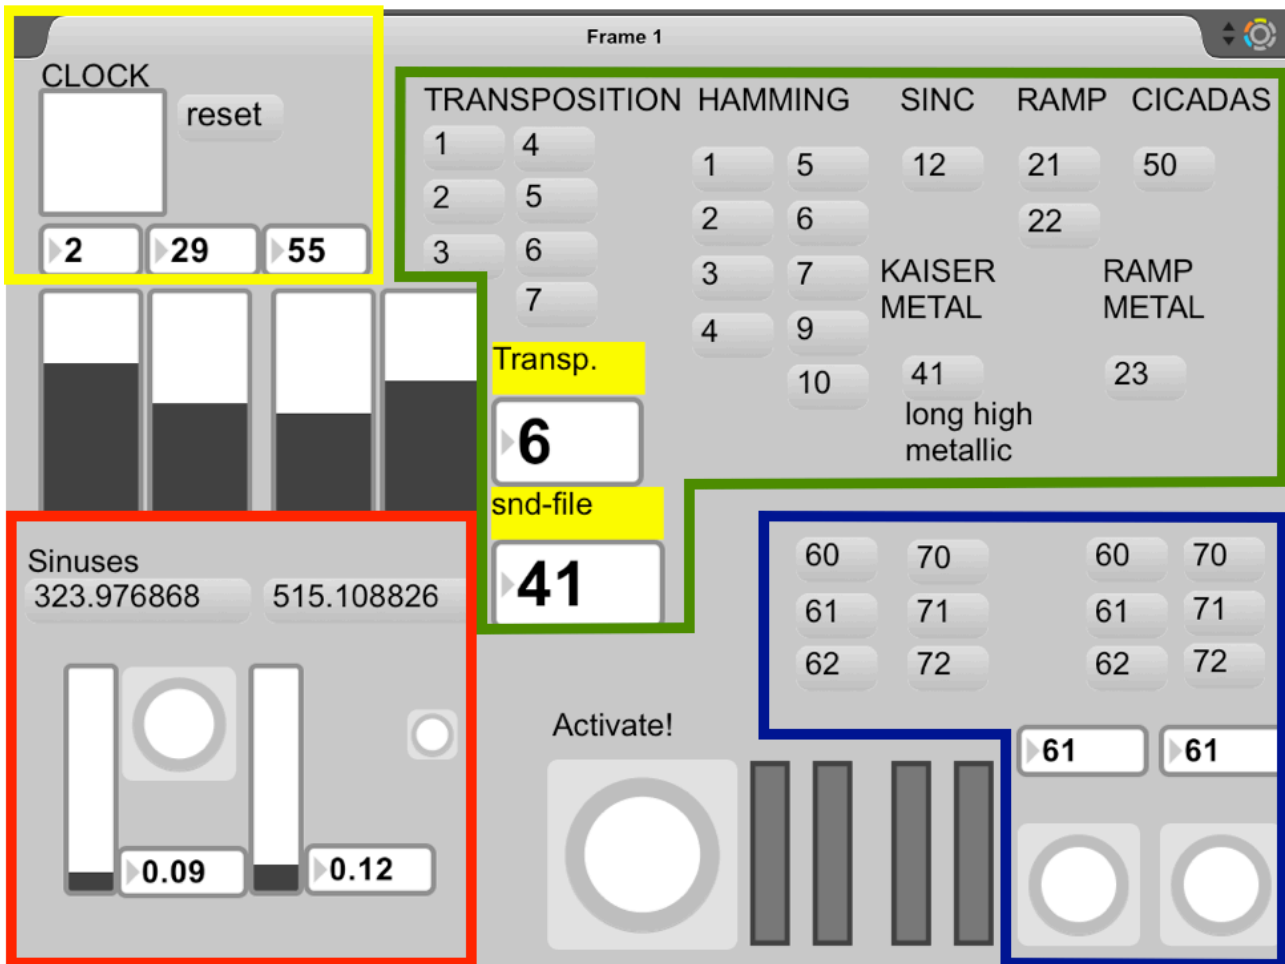 Frame 1
CLOCK
reset
2 29 55
TRANSPOSITION HAMMING SINC RAMP CICADAS
1 4
2 5
3 6
7
1 5
2 6
3 7
4 9
10
12
21
22
50
KAISER
METAL
RAMP
METAL
41
long high
metallic
23
Transp.
6
snd-file
41
Sinuses
323.976868 515.108826
0.09 0.12
Activate!
60 70 60 70
61 71 61 71
62 72 62 72
61 61